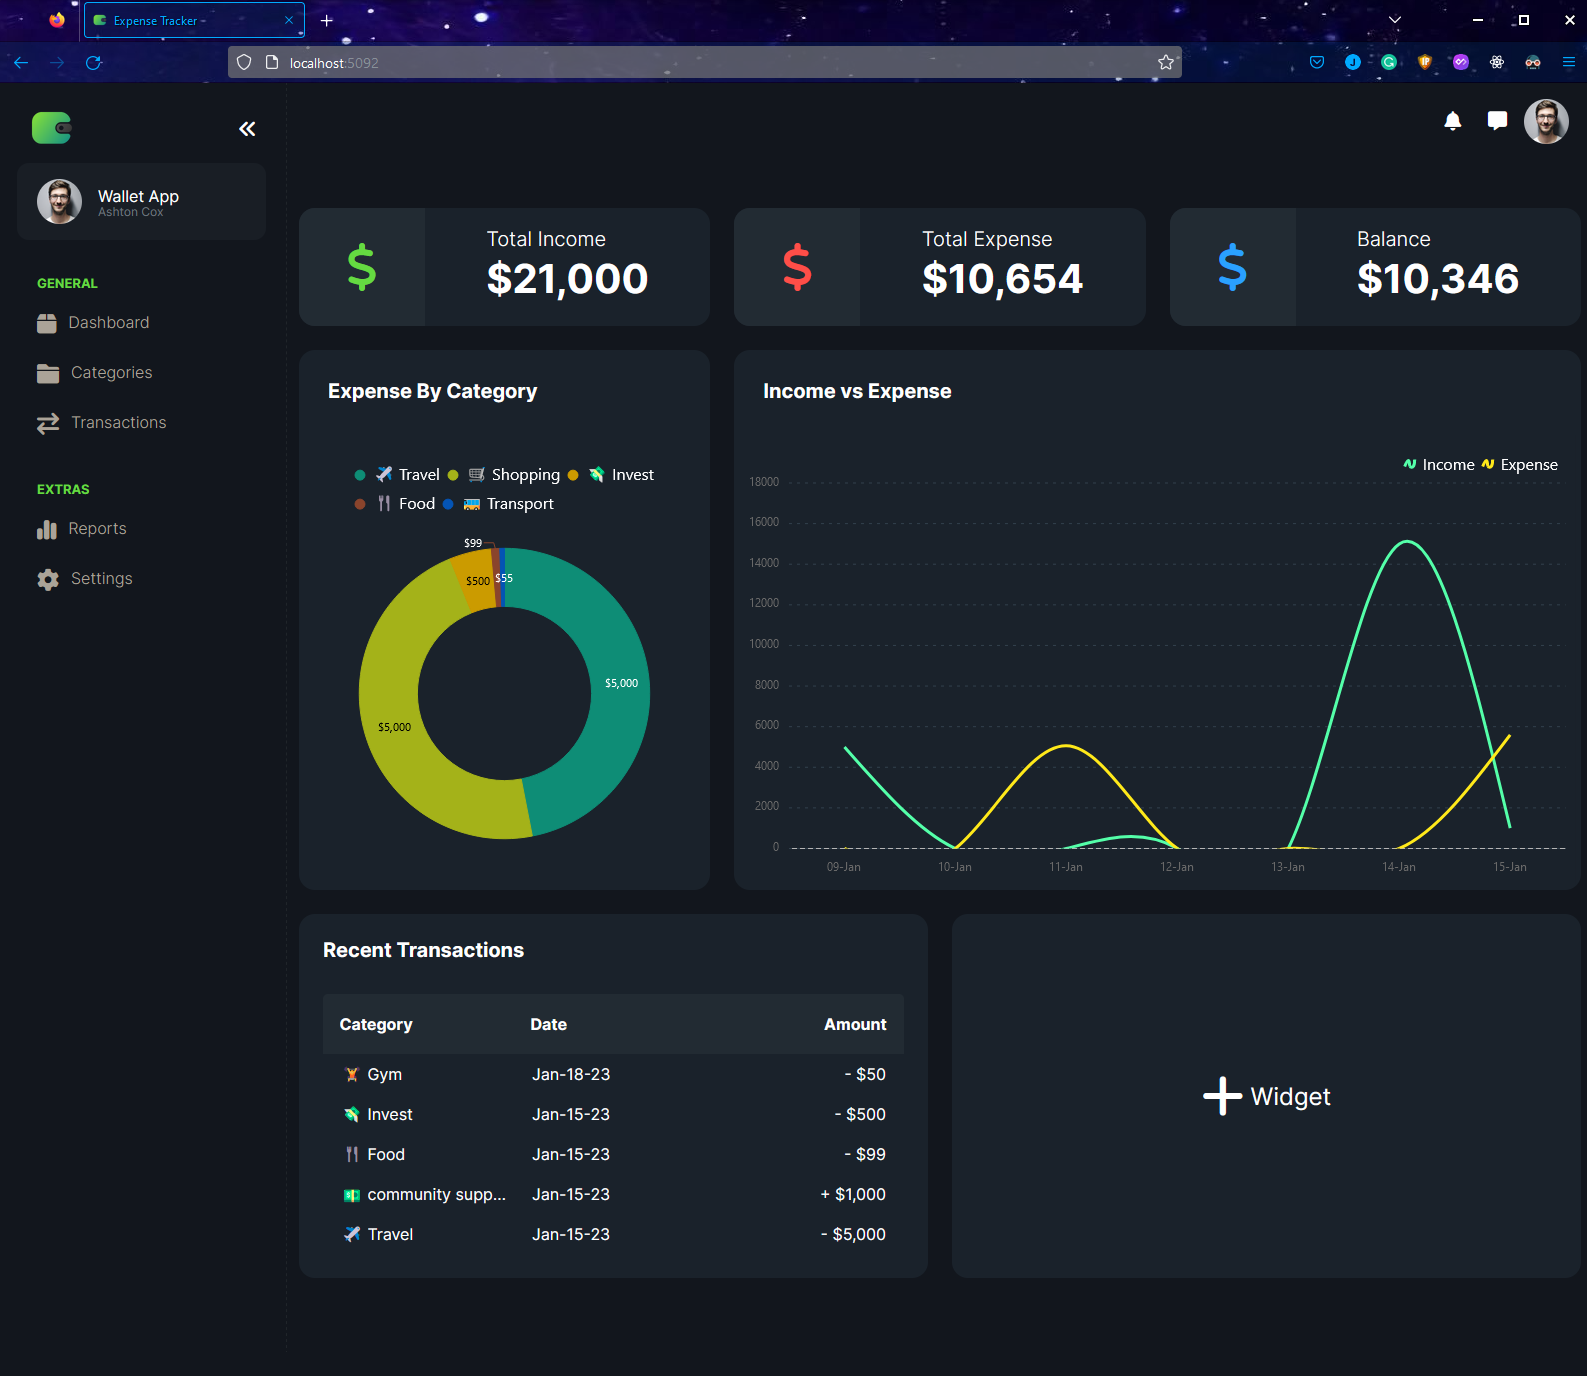 Expense Tracker -
localhost:5092
Wallet App
Ashton Cox
GENERAL
Dashboard
Categories
Transactions
EXTRAS
Reports
Settings
Total Income
$21,000
Total Expense
$10,654
Balance
$10,346
Expense By Category
Travel Shopping Invest
Food Transport
$99
$500 $55
$5,000
$5,000
Income vs Expense
Income Expense
18000
16000
14000
12000
10000
8000
6000
4000
2000
0
09-Jan 10-Jan 11-Jan 12-Jan 13-Jan 14-Jan 15-Jan
Recent Transactions
Category Date Amount
Gym Jan-18-23 - $50
Invest Jan-15-23 - $500
Food Jan-15-23 - $99
community supp... Jan-15-23 + $1,000
Travel Jan-15-23 - $5,000
Widget